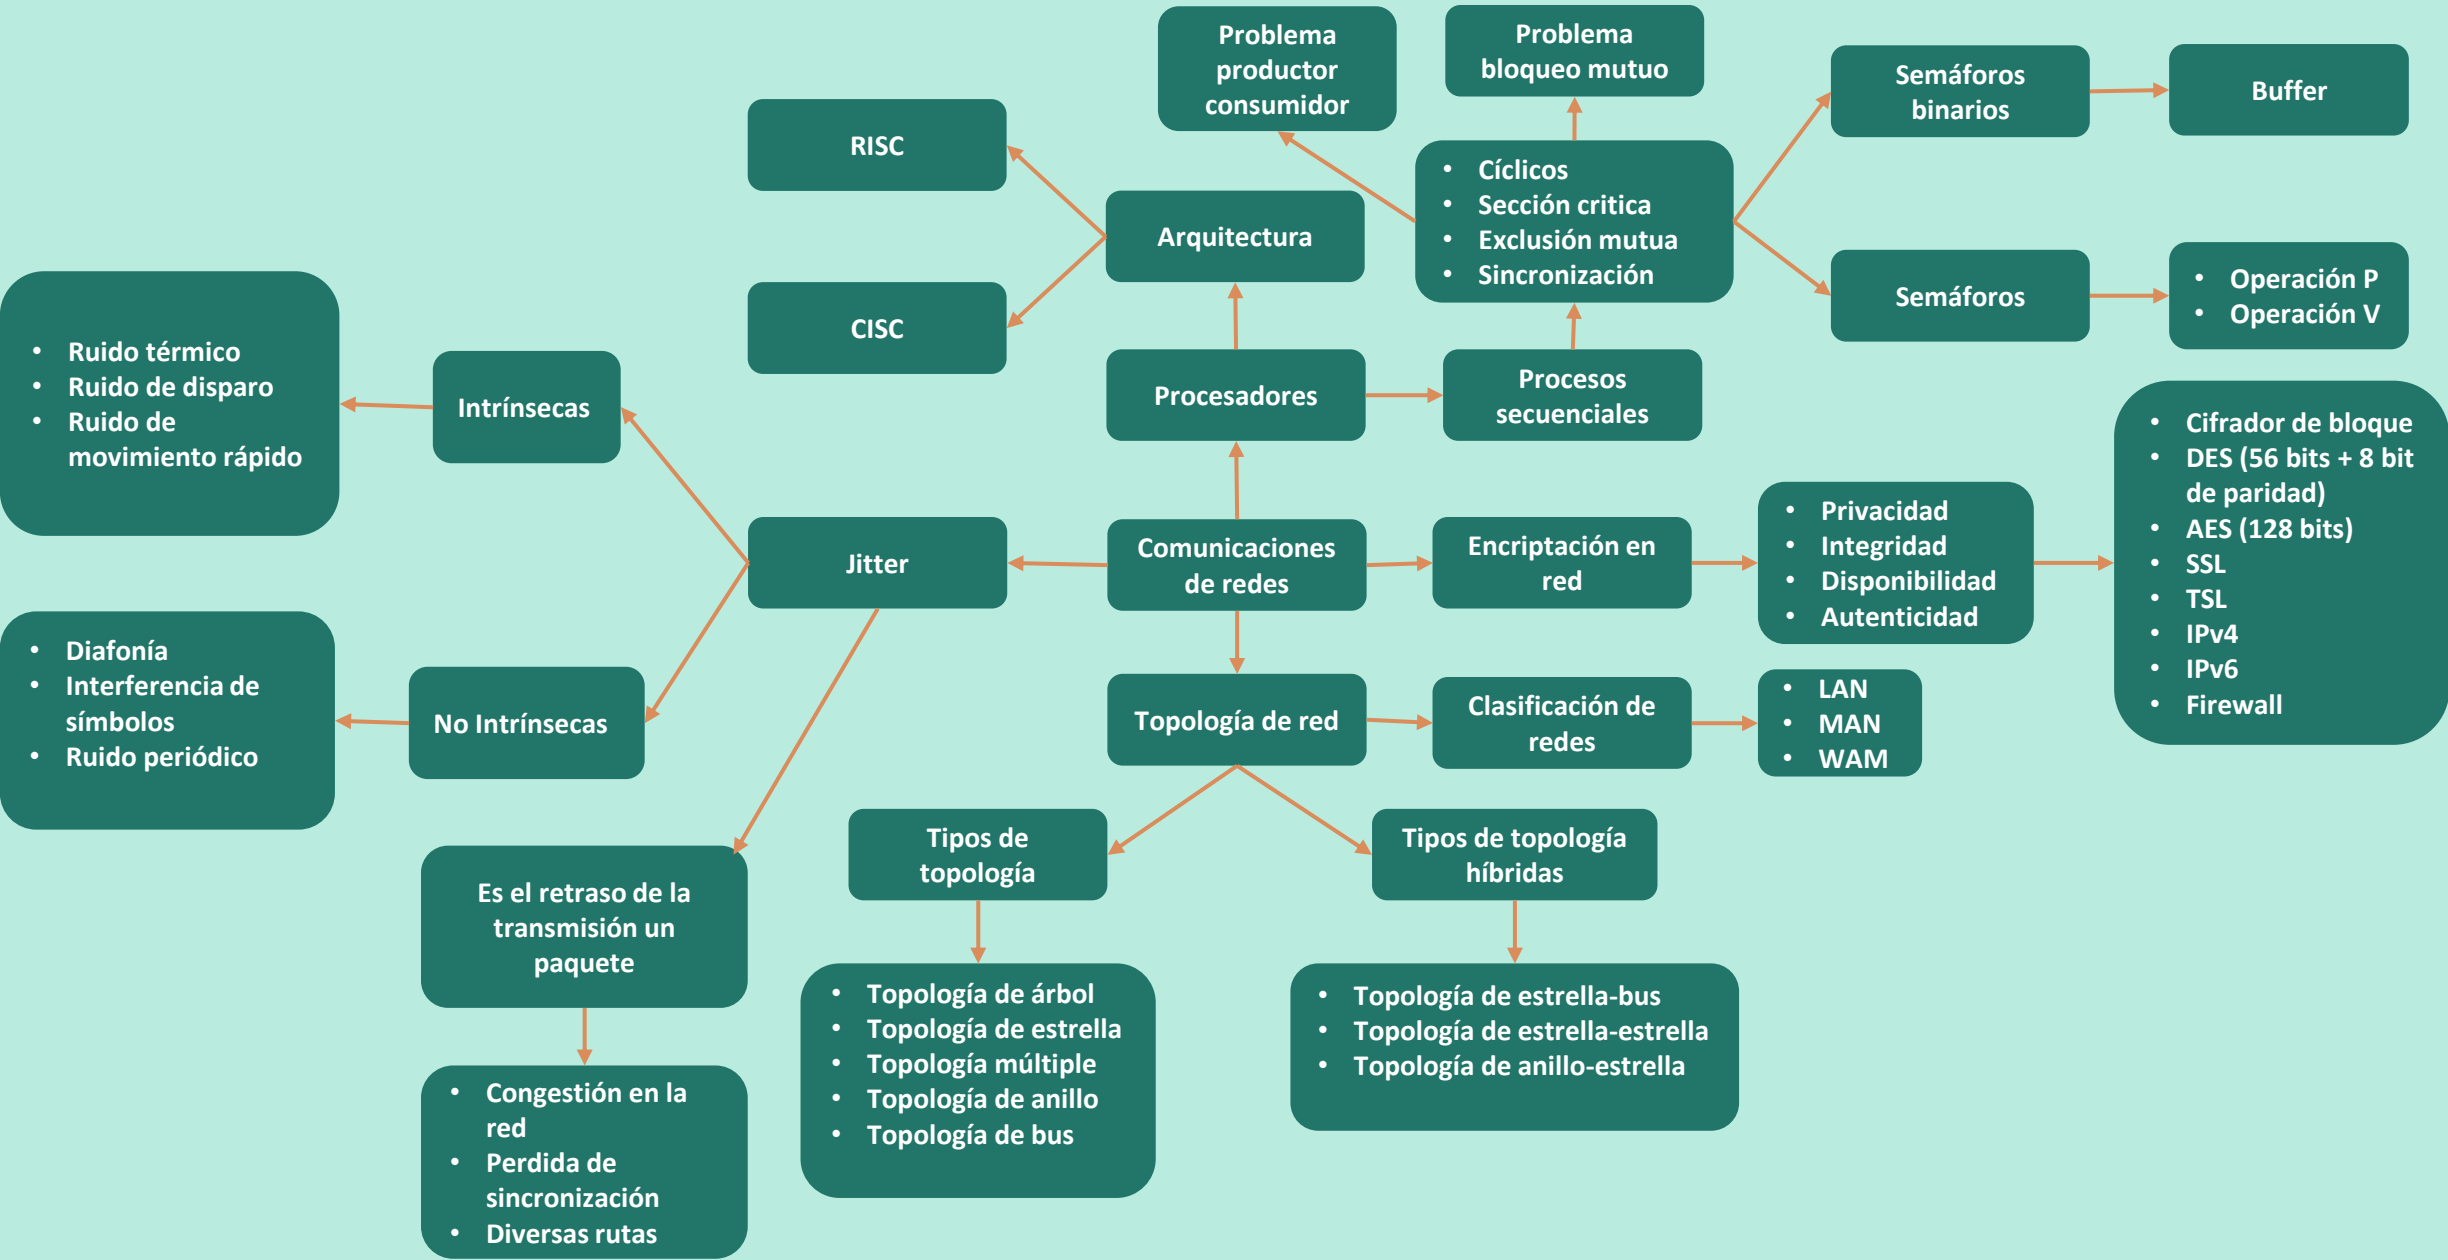 Problema
productor
consumidor
Problema
bloqueo mutuo
Semáforos
binarios
Buffer
RISC
Arquitectura
• Cíclicos
• Sección critica
• Exclusión mutua
• Sincronización
CISC
Semáforos
• Operación P
• Operación V
• Ruido térmico
• Ruido de disparo
• Ruido de
movimiento rápido
Intrínsecas
Procesadores
Procesos
secuenciales
• Cifrador de bloque
• DES (56 bits + 8 bit
de paridad)
• AES (128 bits)
• SSL
• TSL
• IPv4
• IPv6
• Firewall
Jitter
Comunicaciones
de redes
Encriptación en
red
• Privacidad
• Integridad
• Disponibilidad
• Autenticidad
• Diafonía
• Interferencia de
símbolos
• Ruido periódico
No Intrínsecas
Topología de red
Clasificación de
redes
• LAN
• MAN
• WAM
Tipos de
topología
Tipos de topología
híbridas
Es el retraso de la
transmisión un
paquete
• Topología de árbol
• Topología de estrella
• Topología múltiple
• Topología de anillo
• Topología de bus
• Topología de estrella-bus
• Topología de estrella-estrella
• Topología de anillo-estrella
• Congestión en la
red
• Perdida de
sincronización
• Diversas rutas